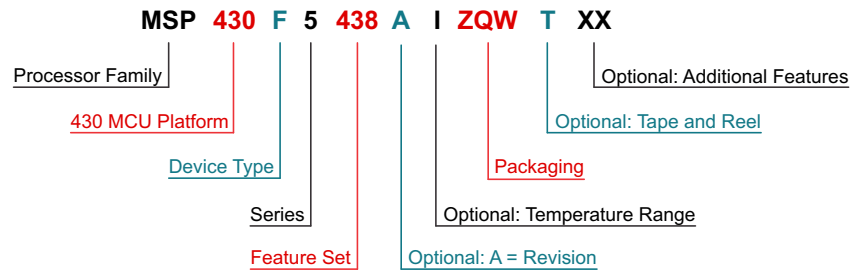 MSP 430 F 5 438 A I ZQW T XX
Processor Family
Optional: Additional Features
430 MCU Platform
Optional: Tape and Reel
Device Type
Packaging
Series
Optional: Temperature Range
Feature Set
Optional: A = Revision